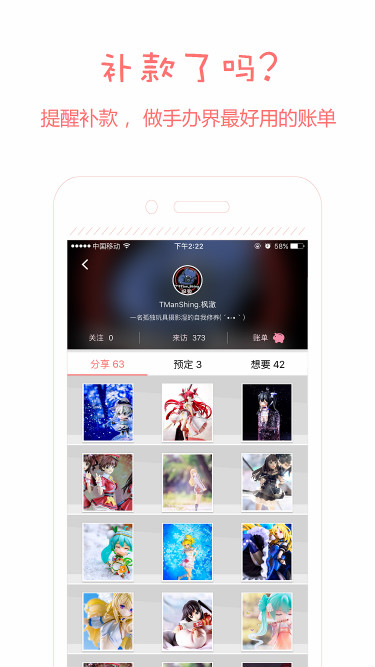 补款了吗?
提醒补款，做手办界最好用的账单
中国移动
下午2:22
58%
TManShing.枫澈
一名孤独玩具摄影湿的自我修养(´•⌄•｀)
关注 0
来访 373
账单
分享 63
预定 3
想要 42